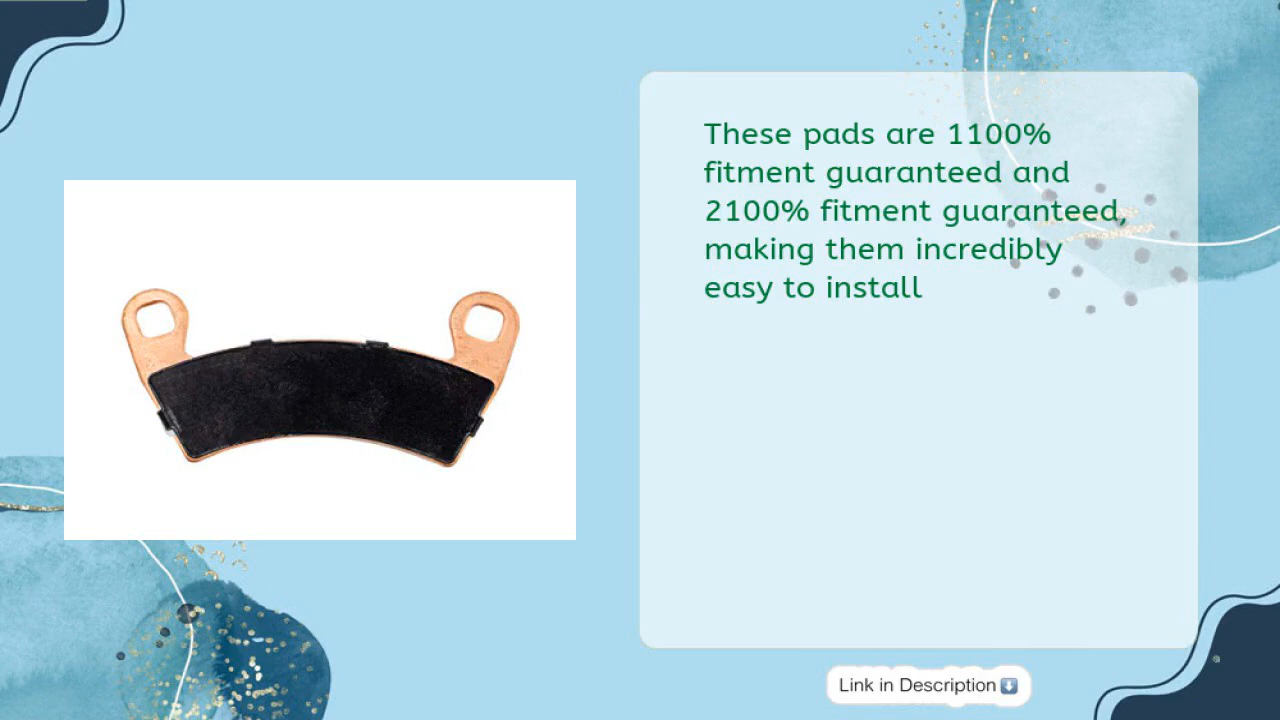 These pads are 1100%
fitment guaranteed and
2100% fitment guaranteed,
making them incredibly
easy to install
Link in Description ⬇️